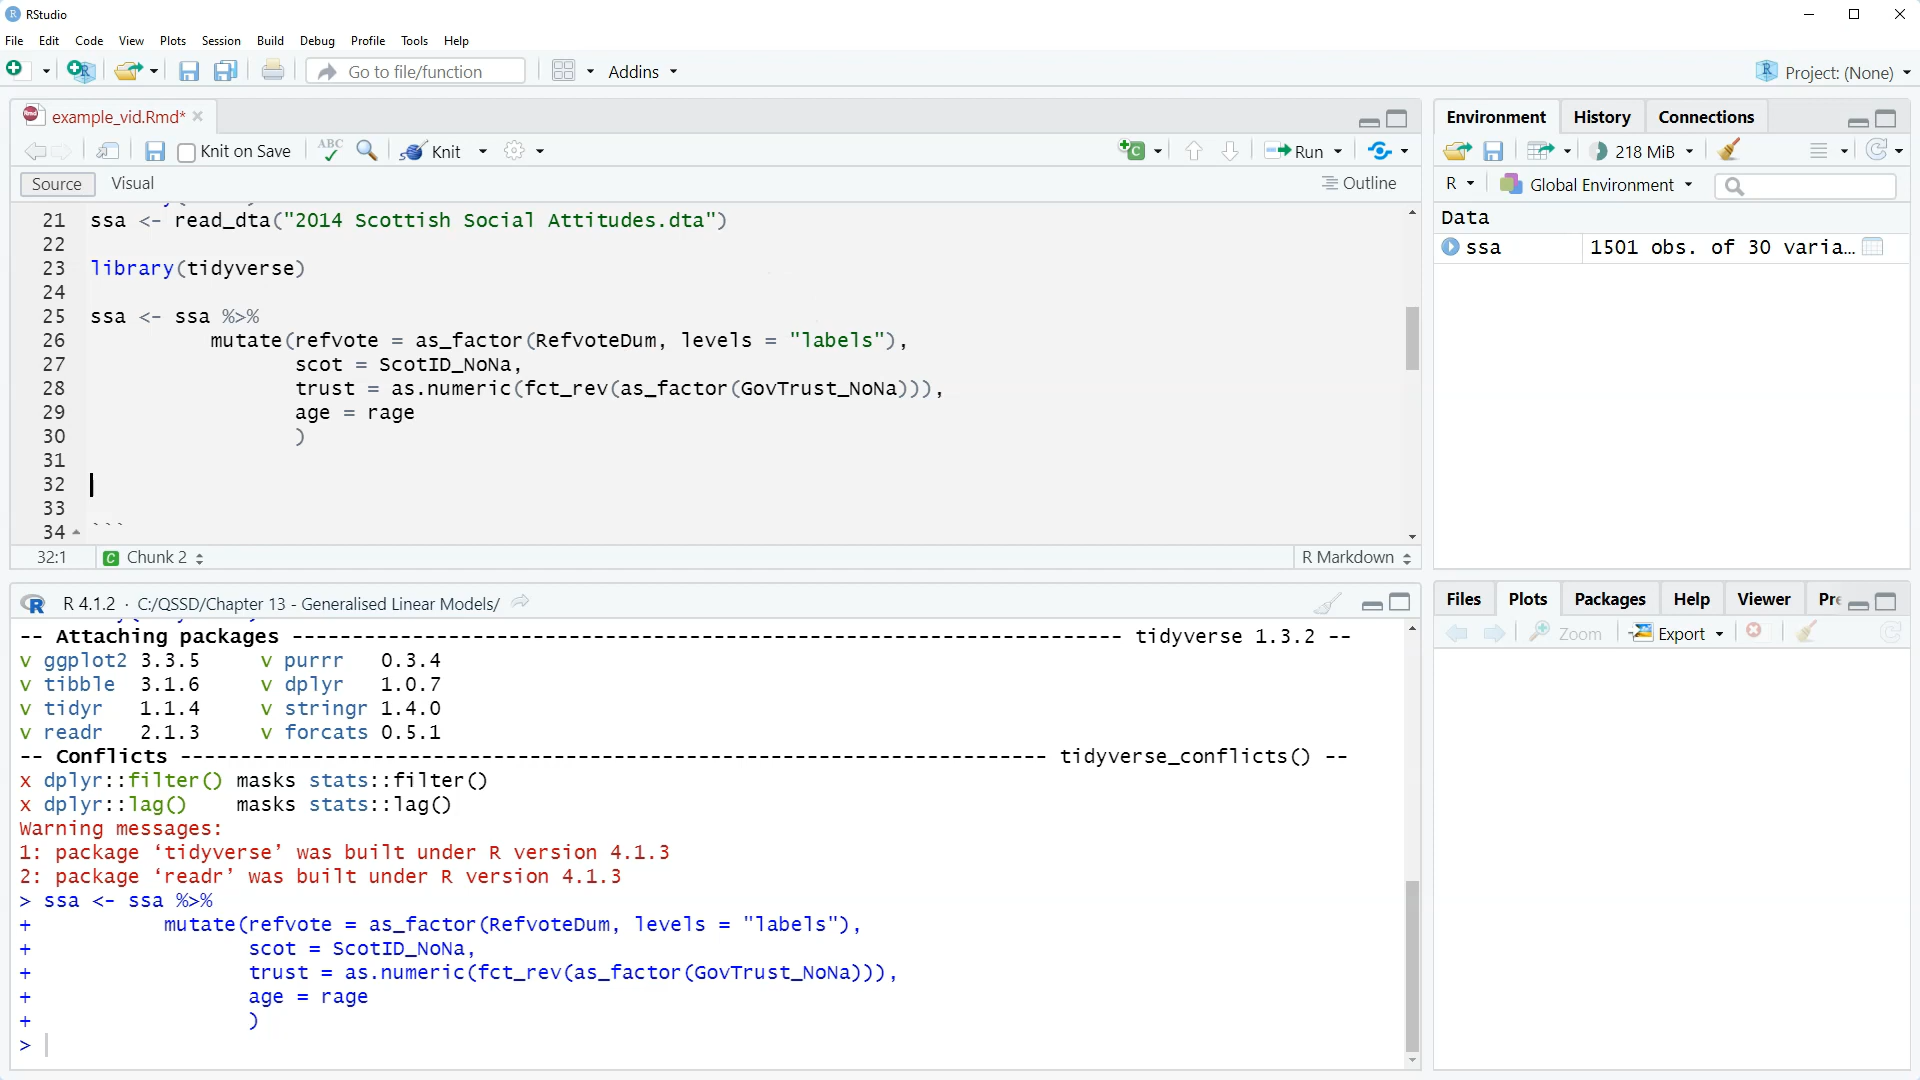 RStudio
File Edit Code View Plots Session Build Debug Profile Tools Help
Go to file/function Addins Project: (None)
example_vid.Rmd*
Knit on Save ABC Knit Run
Source Visual Outline
21 ssa <- read_dta("2014 Scottish Social Attitudes.dta")
22
23 library(tidyverse)
24
25 ssa <- ssa %>%
26 mutate(refvote = as_factor(RefvoteDum, levels = "labels"),
27 scot = ScotID_NoNa,
28 trust = as.numeric(fct_rev(as_factor(GovTrust_NoNa))),
29 age = rage
30 )
31
32
33
34 ```
32:1 C Chunk 2 R Markdown
R 4.1.2 · C:/QSSD/Chapter 13 - Generalised Linear Models/
-- Attaching packages --------------------------------------------------------------------- tidyverse 1.3.2 --
v ggplot2 3.3.5 v purrr 0.3.4
v tibble 3.1.6 v dplyr 1.0.7
v tidyr 1.1.4 v stringr 1.4.0
v readr 2.1.3 v forcats 0.5.1
-- Conflicts ------------------------------------------------------------------------ tidyverse_conflicts() --
x dplyr::filter() masks stats::filter()
x dplyr::lag() masks stats::lag()
Warning messages:
1: package ‘tidyverse’ was built under R version 4.1.3
2: package ‘readr’ was built under R version 4.1.3
> ssa <- ssa %>%
+ mutate(refvote = as_factor(RefvoteDum, levels = "labels"),
+ scot = ScotID_NoNa,
+ trust = as.numeric(fct_rev(as_factor(GovTrust_NoNa))),
+ age = rage
+ )
>
Environment History Connections
218 MiB
R Global Environment
Data
ssa 1501 obs. of 30 varia…
Files Plots Packages Help Viewer Pre
Zoom Export